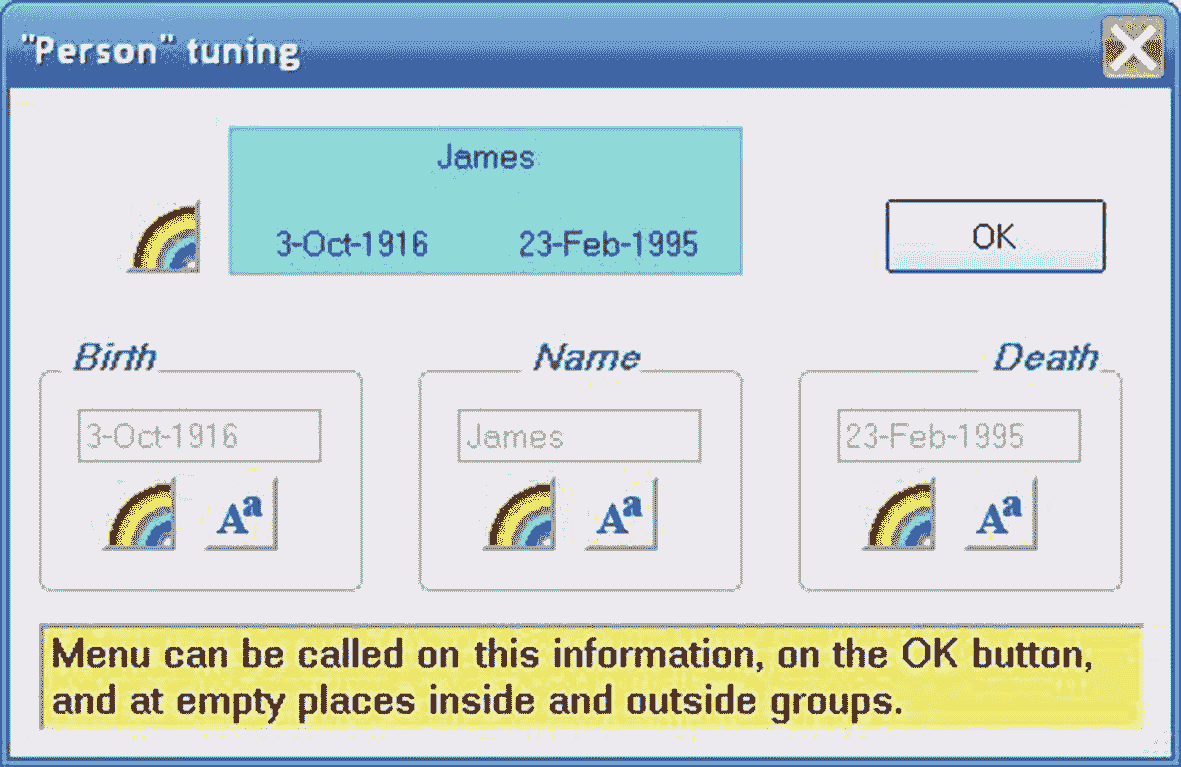 "Person" tuning
James
3-Oct-1916 23-Feb-1995
OK
Birth Name Death
3-Oct-1916 James 23-Feb-1995
Aa Aa Aa
Menu can be called on this information, on the OK button,
and at empty places inside and outside groups.